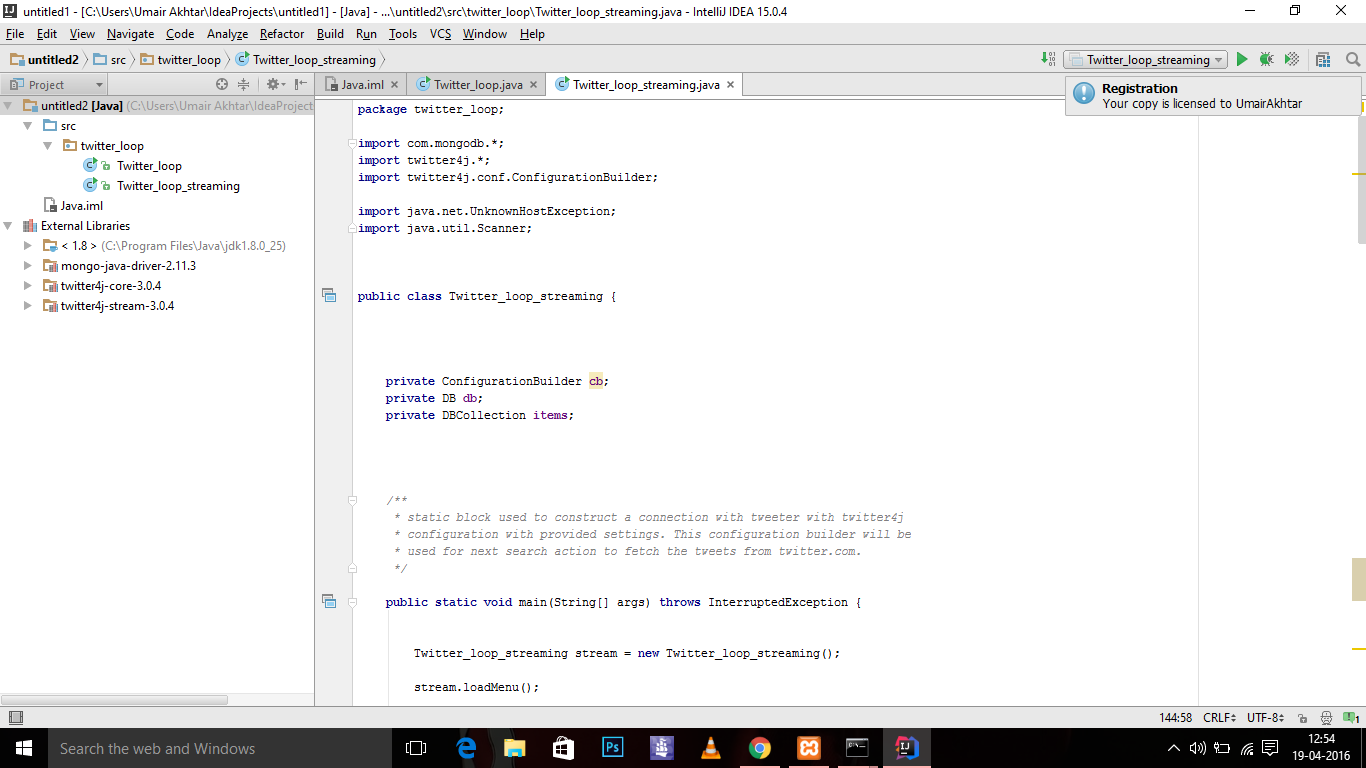 untitled1 - [C:\Users\Umair Akhtar\IdeaProjects\untitled1] - [Java] - ...\untitled2\src\twitter_loop\Twitter_loop_streaming.java - IntelliJ IDEA 15.0.4
File Edit View Navigate Code Analyze Refactor Build Run Tools VCS Window Help
untitled2 src twitter_loop Twitter_loop_streaming
Twitter_loop_streaming
Project
Java.iml Twitter_loop.java Twitter_loop_streaming.java
Registration
Your copy is licensed to UmairAkhtar
untitled2 [Java] (C:\Users\Umair Akhtar\IdeaProject
src
twitter_loop
Twitter_loop
Twitter_loop_streaming
Java.iml
External Libraries
< 1.8 > (C:\Program Files\Java\jdk1.8.0_25)
mongo-java-driver-2.11.3
twitter4j-core-3.0.4
twitter4j-stream-3.0.4
package twitter_loop;
import com.mongodb.*;
import twitter4j.*;
import twitter4j.conf.ConfigurationBuilder;
import java.net.UnknownHostException;
import java.util.Scanner;
public class Twitter_loop_streaming {
private ConfigurationBuilder cb;
private DB db;
private DBCollection items;
/**
* static block used to construct a connection with tweeter with twitter4j
* configuration with provided settings. This configuration builder will be
* used for next search action to fetch the tweets from twitter.com.
*/
public static void main(String[] args) throws InterruptedException {
Twitter_loop_streaming stream = new Twitter_loop_streaming();
stream.loadMenu();
144:58 CRLF UTF-8 1
Search the web and Windows
12:54
19-04-2016